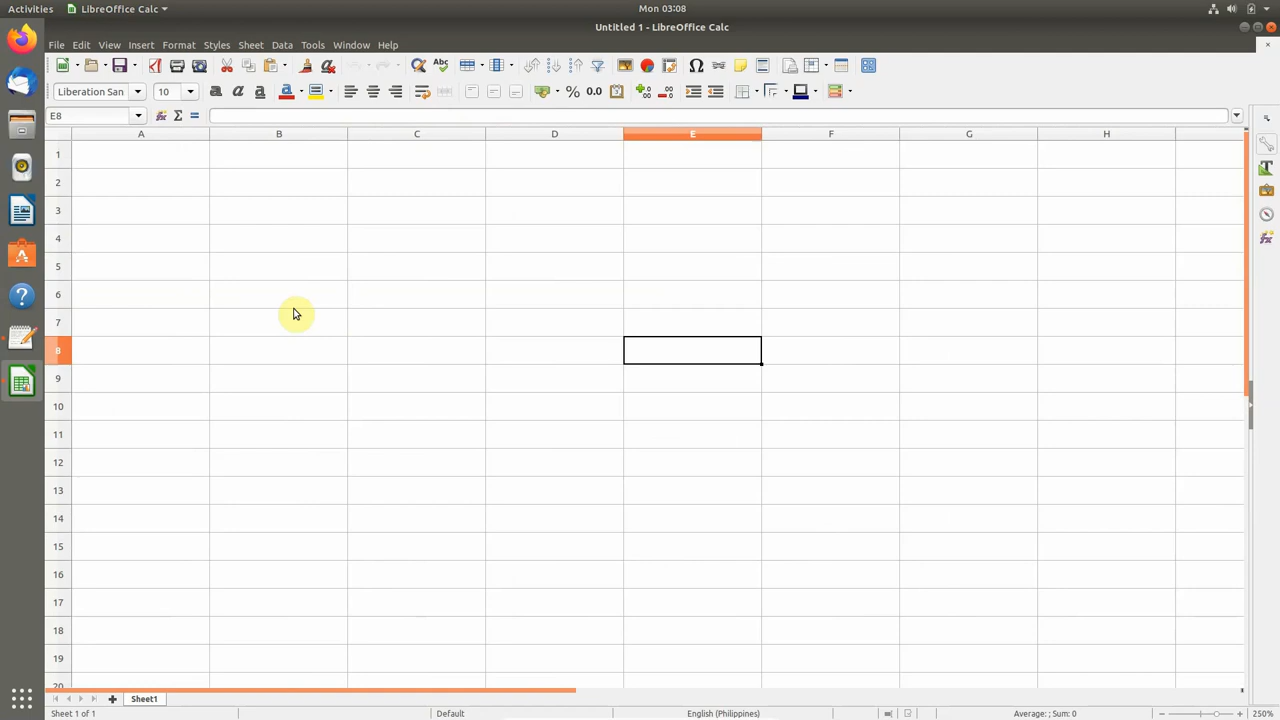 Activities LibreOffice Calc Mon 03:08
Untitled 1 - LibreOffice Calc
File Edit View Insert Format Styles Sheet Data Tools Window Help
Liberation San 10 a a a % 0.0
E8
A B C D E F G H
1
2
3
4
5
6
7
8
9
10
11
12
13
14
15
16
17
18
19
20
Sheet1
Sheet 1 of 1 Default English (Philippines) Average: ; Sum: 0 250%